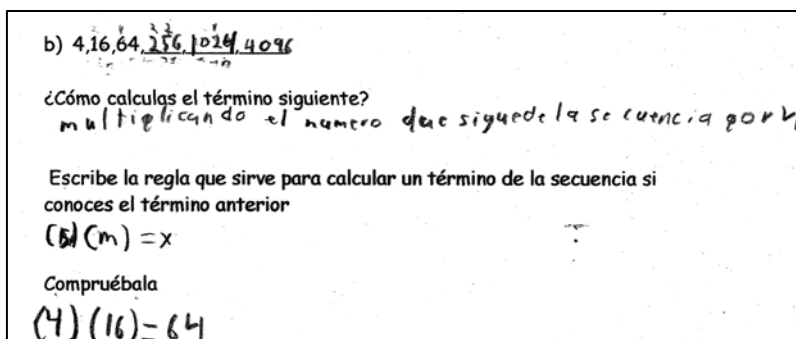 b) 4,16,64,256,1024,4096
¿Cómo calculas el término siguiente?
multiplicando el numero que sigue de la secuencia por 4
Escribe la regla que sirve para calcular un término de la secuencia si
conoces el término anterior
(m) = x
Compruébala
(4) (16) = 64